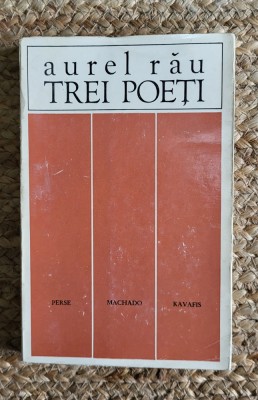 aurel rău
TREI POEȚI
PERSE MACHADO KAVAFIS